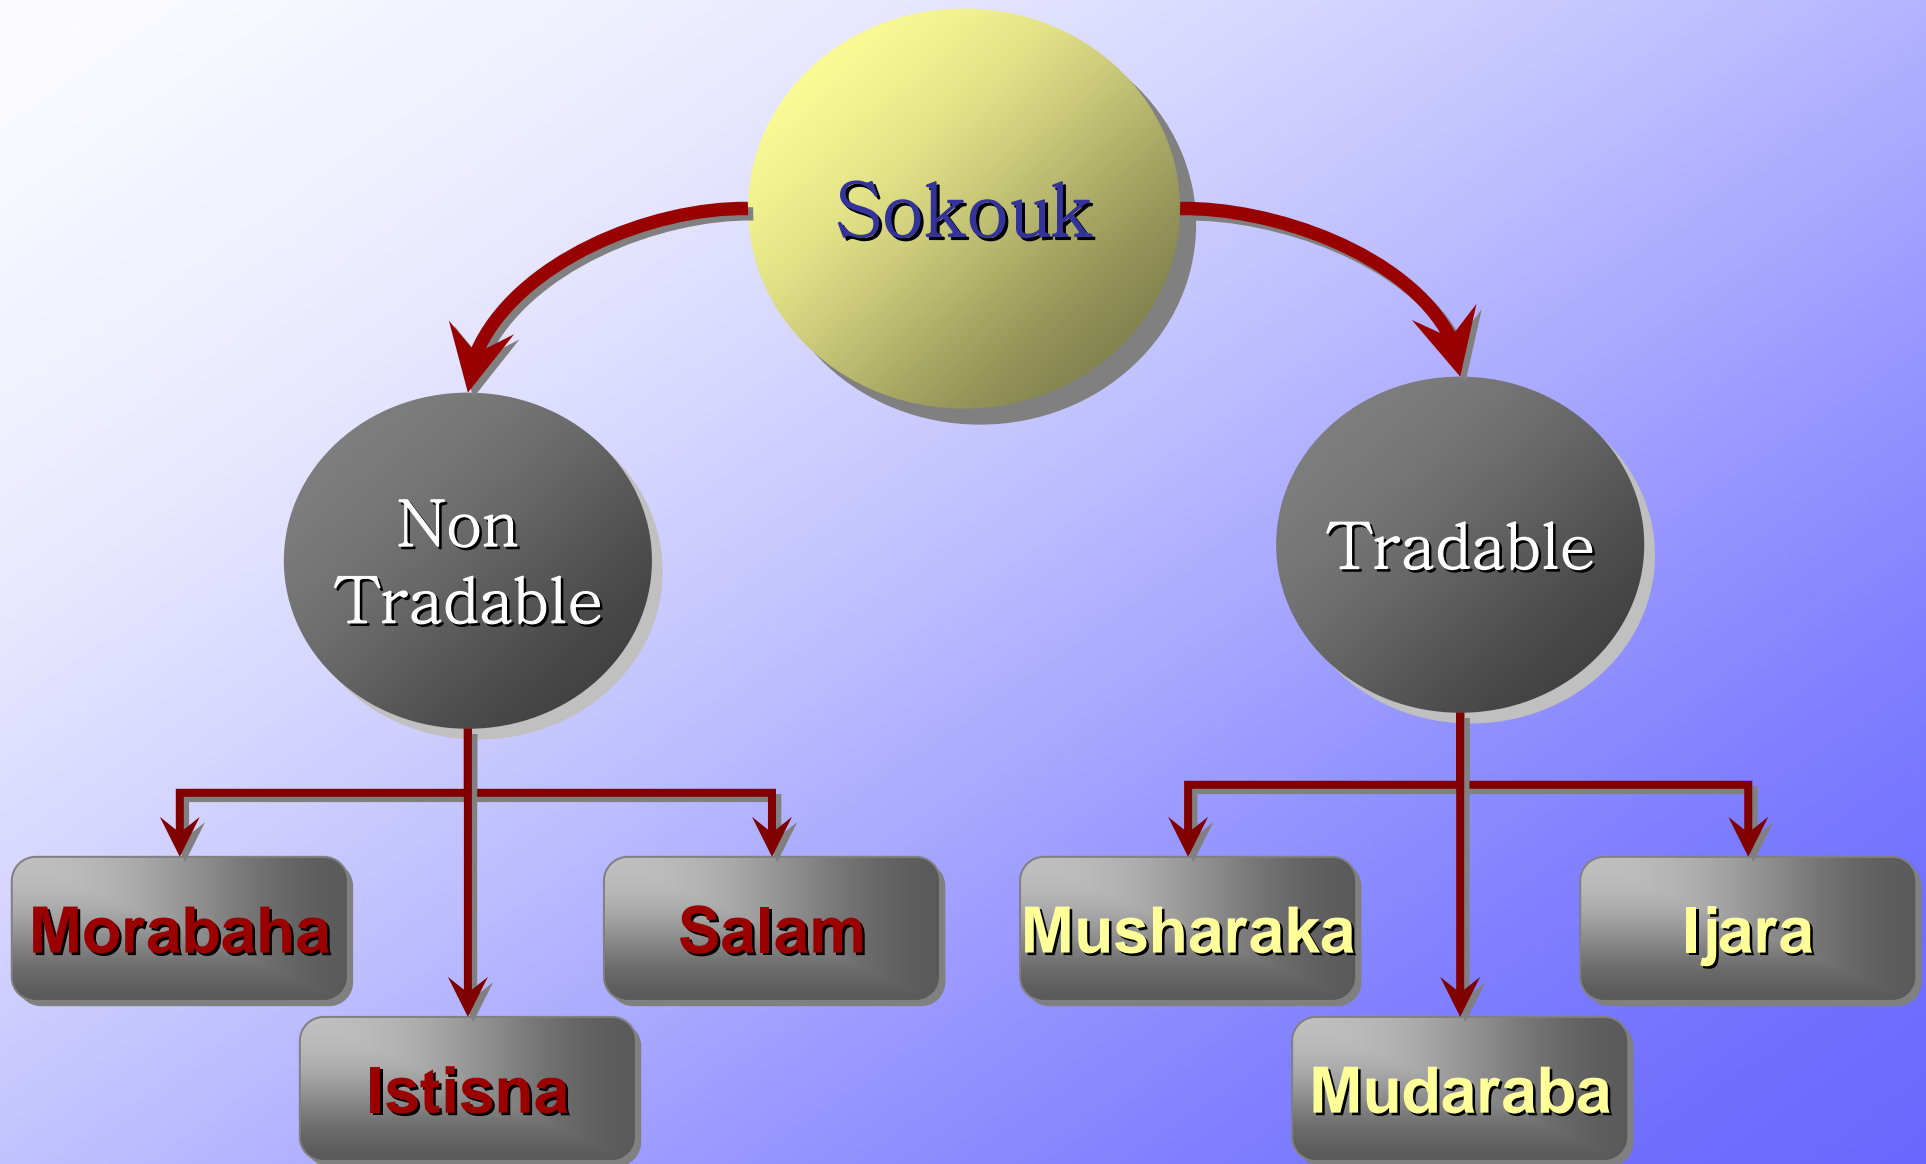 Sokouk
Non
Tradable
Tradable
Morabaha
Salam
Musharaka
Ijara
Istisna
Mudaraba